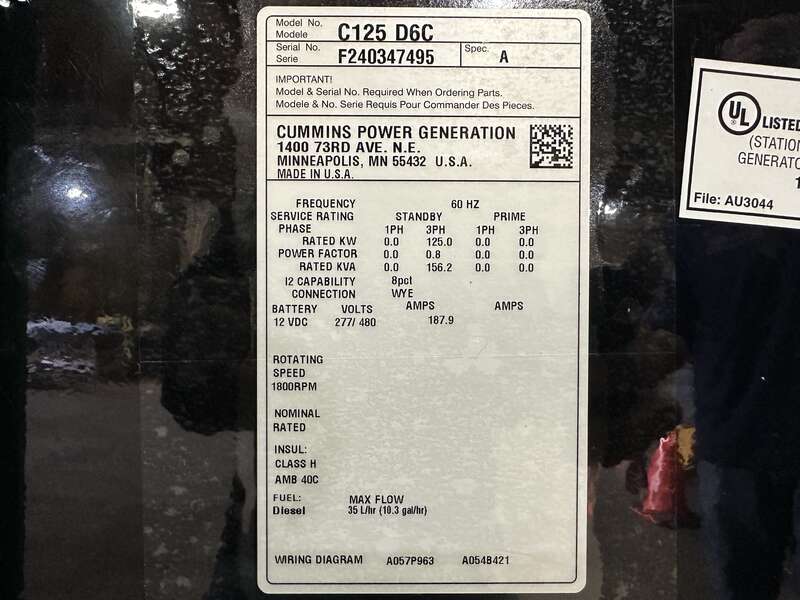 Model No. C125 D6C
Modele
Serial No. F240347495 Spec. A
Serie
IMPORTANT!
Model & Serial No. Required When Ordering Parts.
Modele & No. Serie Requis Pour Commander Des Pieces.
CUMMINS POWER GENERATION
1400 73RD AVE. N.E.
MINNEAPOLIS, MN 55432 U.S.A.
MADE IN U.S.A.
FREQUENCY 60 HZ
SERVICE RATING STANDBY PRIME
PHASE 1PH 3PH 1PH 3PH
RATED KW 0.0 125.0 0.0 0.0
POWER FACTOR 0.0 0.8 0.0 0.0
RATED KVA 0.0 156.2 0.0 0.0
I2 CAPABILITY 8pct
CONNECTION WYE
BATTERY VOLTS AMPS AMPS
12 VDC 277/ 480 187.9
ROTATING
SPEED
1800RPM
NOMINAL
RATED
INSUL:
CLASS H
AMB 40C
FUEL: MAX FLOW
Diesel 35 L/hr (10.3 gal/hr)
WIRING DIAGRAM A057P963 A054B421
UL ® LISTED
(STATION
GENERATO
1
File: AU3044